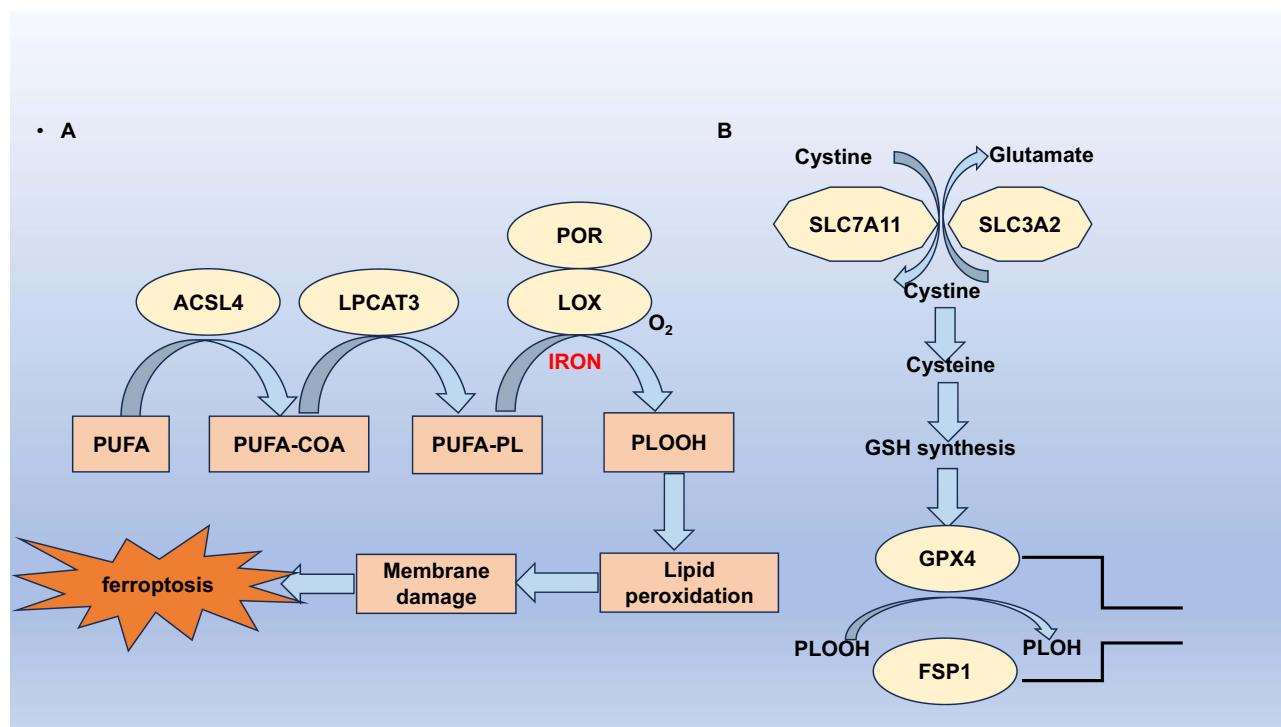 • A
POR
ACSL4
LPCAT3
LOX
O₂
IRON
PUFA
PUFA-COA
PUFA-PL
PLOOH
ferroptosis
Membrane
damage
Lipid
peroxidation
B
Cystine
Glutamate
SLC7A11
SLC3A2
Cystine
Cysteine
GSH synthesis
GPX4
PLOOH
PLOH
FSP1